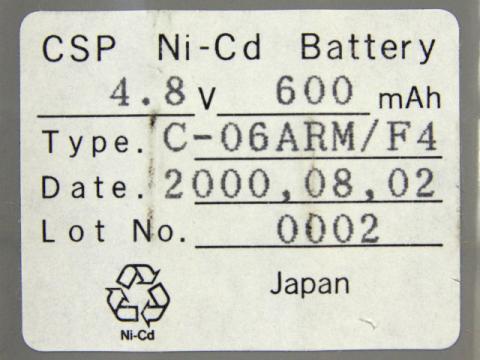 CSP Ni-Cd Battery
4.8 V 600 mAh
Type. C-06ARM/F4
Date. 2000,08,02
Lot No. 0002
Japan
Ni-Cd